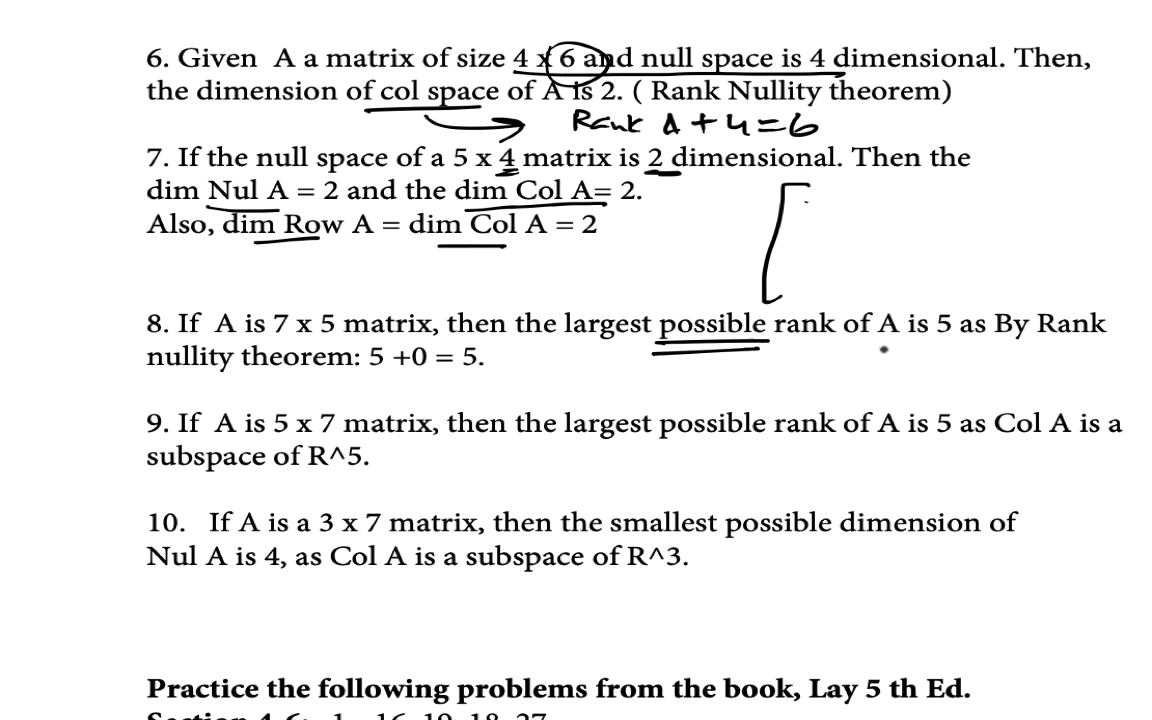 6. Given A a matrix of size 4 x 6 and null space is 4 dimensional. Then,
the dimension of col space of A is 2. ( Rank Nullity theorem)
Rank A + 4 = 6
7. If the null space of a 5 x 4 matrix is 2 dimensional. Then the
dim Nul A = 2 and the dim Col A= 2.
Also, dim Row A = dim Col A = 2
8. If A is 7 x 5 matrix, then the largest possible rank of A is 5 as By Rank
nullity theorem: 5 +0 = 5.
9. If A is 5 x 7 matrix, then the largest possible rank of A is 5 as Col A is a
subspace of R^5.
10. If A is a 3 x 7 matrix, then the smallest possible dimension of
Nul A is 4, as Col A is a subspace of R^3.
Practice the following problems from the book, Lay 5 th Ed.